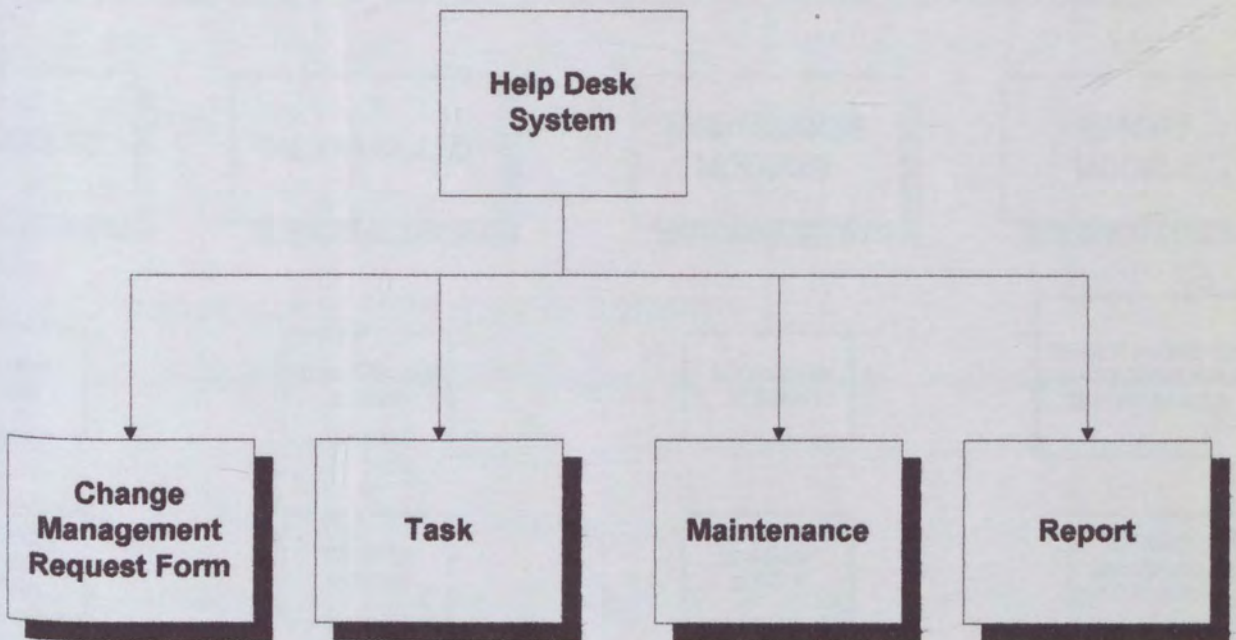 Help Desk
System
Change
Management
Request Form
Task
Maintenance
Report